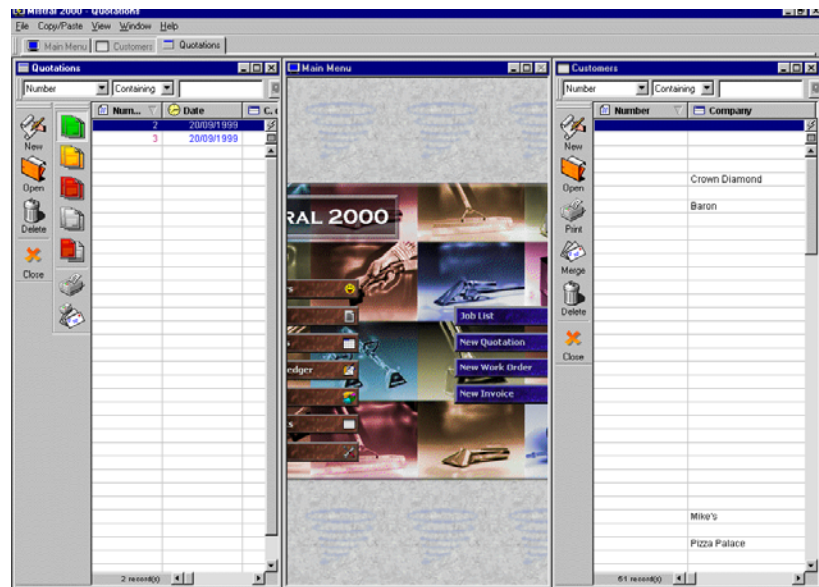 Mistral 2000 - Quotations
File Copy/Paste View Window Help
Main Menu Customers Quotations
Quotations
Number Containing
Num... Date C.
2 20/09/1999
3 20/09/1999
New
Open
Delete
Close
2 record(s)
Main Menu
RAL 2000
s
Job List
s
New Quotation
edger
New Work Order
New Invoice
s
Customers
Number Containing
Number Company
New
Open
Print
Merge
Delete
Close
Crown Diamond
Baron
Mike's
Pizza Palace
61 record(s)